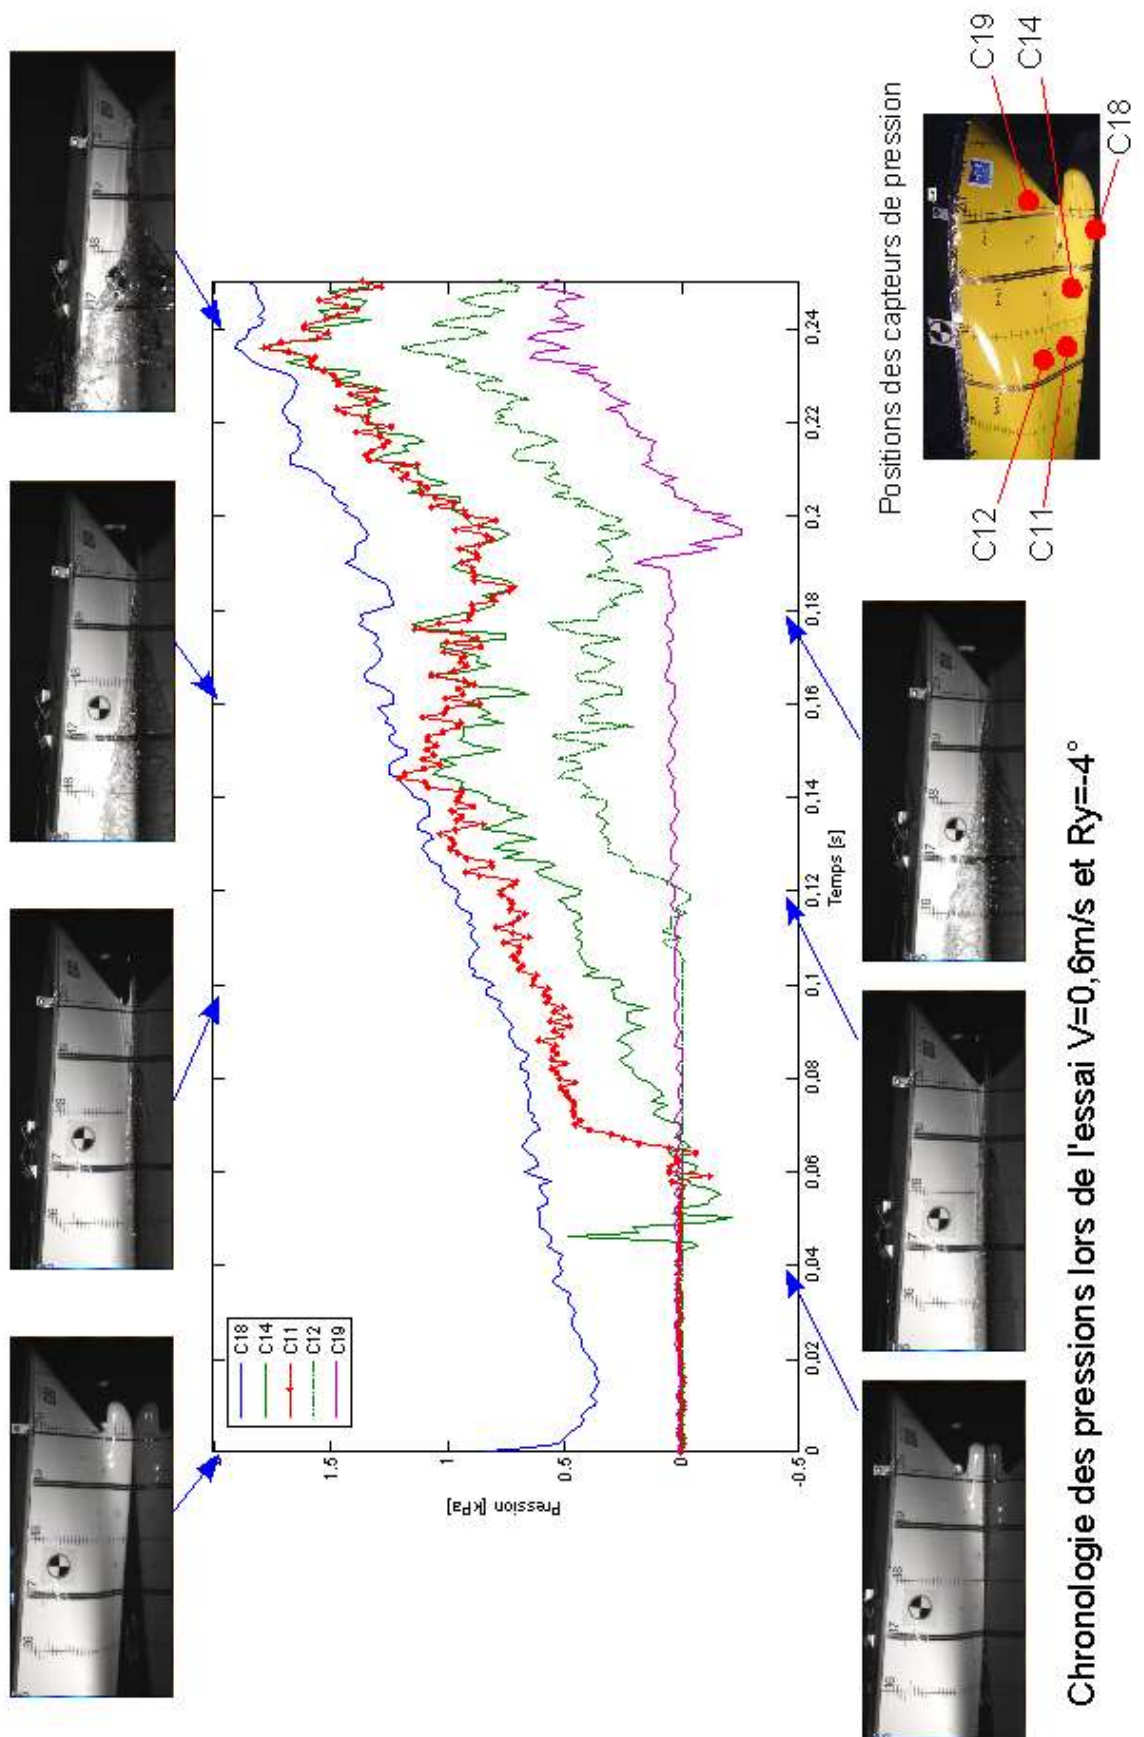 C18
C14
C11
C12
C19
2
1.5
1
0.5
0
-0.5
Pression [kPa]
0 0,02 0,04 0,06 0,08 0,1 0,12 0,14 0,16 0,18 0,2 0,22 0,24
Temps [s]
Positions des capteurs de pression
C12
C11
C19
C14
C18
Chronologie des pressions lors de l'essai V=0,6m/s et Ry=-4°